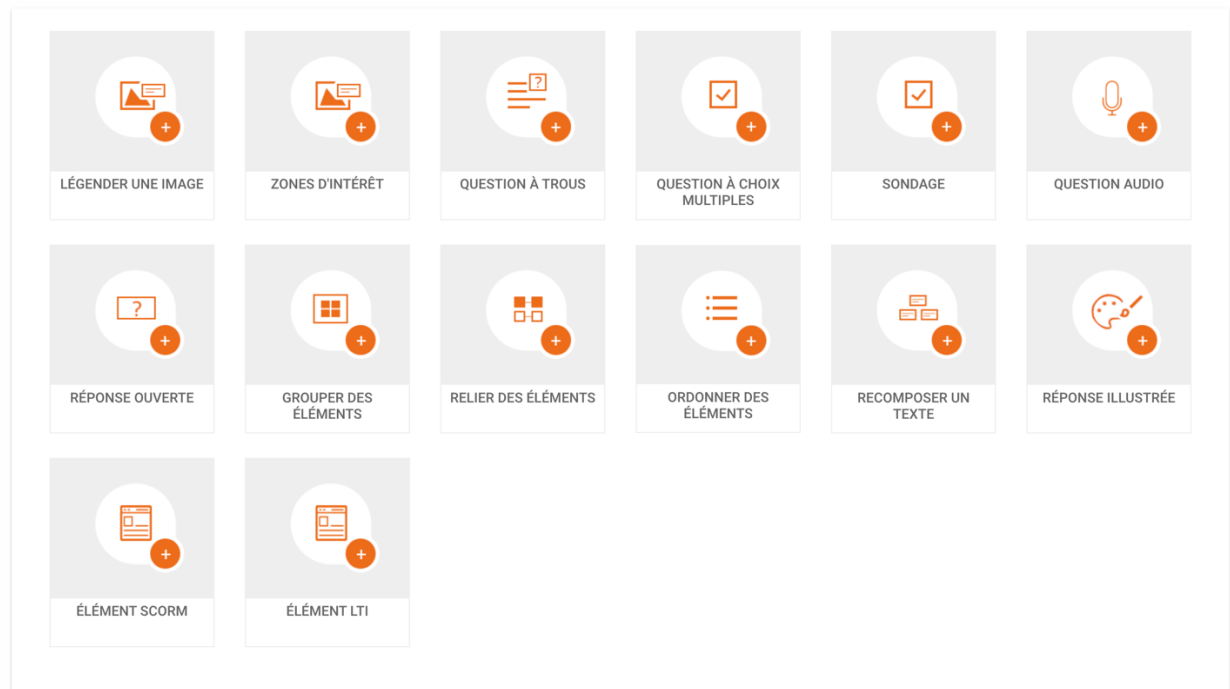 LÉGENDER UNE IMAGE
ZONES D'INTÉRÊT
QUESTION À TROUS
QUESTION À CHOIX
MULTIPLES
SONDAGE
QUESTION AUDIO
RÉPONSE OUVERTE
GROUPER DES
ÉLÉMENTS
RELIER DES ÉLÉMENTS
ORDONNER DES
ÉLÉMENTS
RECOMPOSER UN
TEXTE
RÉPONSE ILLUSTRÉE
ÉLÉMENT SCORM
ÉLÉMENT LTI